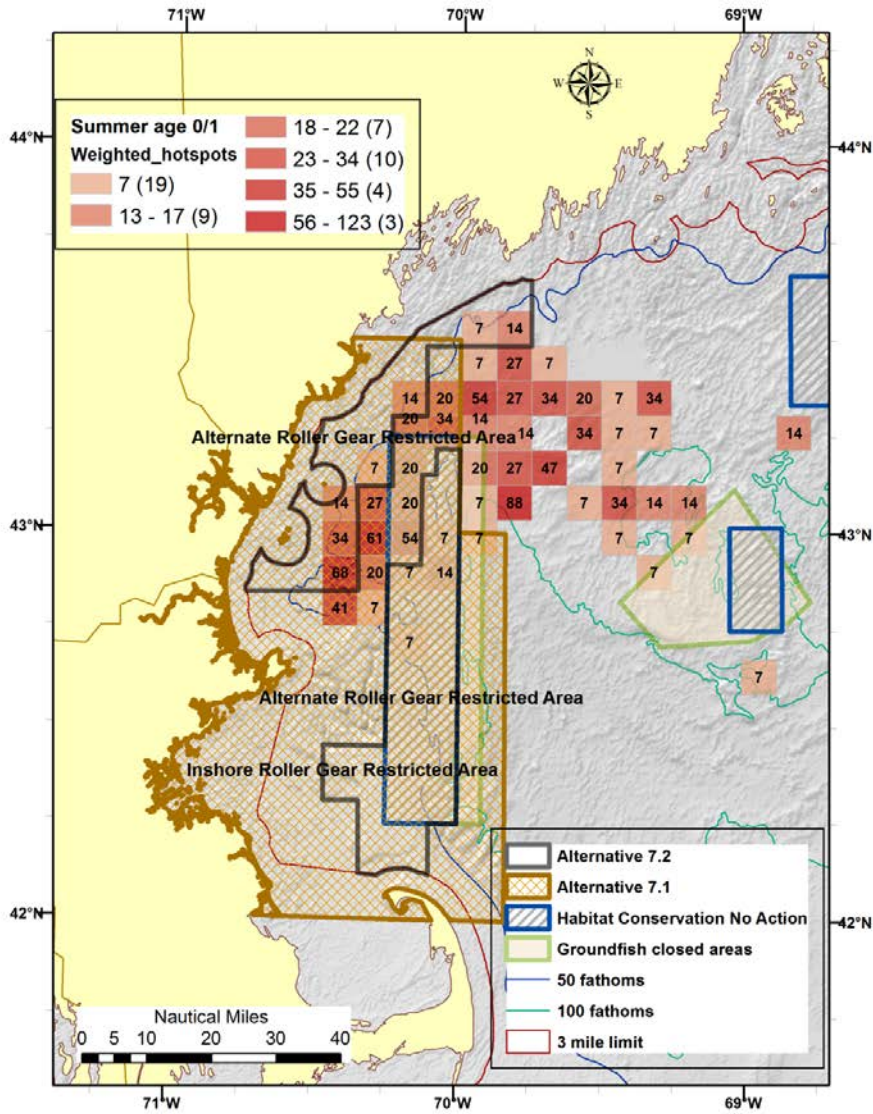 71°W 70°W 69°W
N
W E
S
44°N 44°N
Summer age 0/1
Weighted_hotspots
7 (19)
13 - 17 (9)
18 - 22 (7)
23 - 34 (10)
35 - 55 (4)
56 - 123 (3)
7 14
7 27 7
14 20 54 27 34 20 7 34
20 34 14
Alternate Roller Gear Restricted Area 14 34 7 7 14
7 20 20 27 47 7
43°N 14 27 20 7 88 7 34 14 14 43°N
34 61 54 7 7 7 7
68 20 7 14 7
41 7
7
7
Alternate Roller Gear Restricted Area
Inshore Roller Gear Restricted Area
Alternative 7.2
Alternative 7.1
Habitat Conservation No Action
Groundfish closed areas
50 fathoms
100 fathoms
3 mile limit
42°N 42°N
Nautical Miles
0 5 10 20 30 40
71°W 70°W 69°W